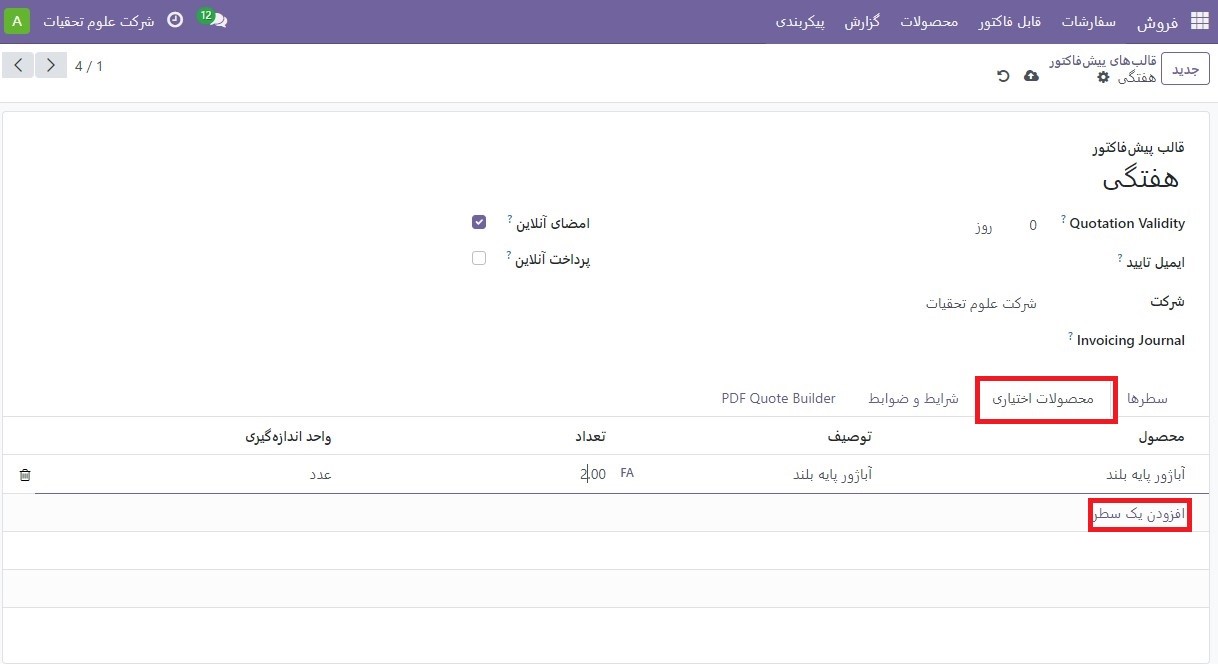 فروش سفارشات قابل فاکتور محصولات گزارش پیکربندی 12 شرکت علوم تحقیات A
جدید قالب‌های پیش‌فاکتور 4 / 1
هفتگی
قالب پیش‌فاکتور
هفتگی
Quotation Validity ? 0 روز امضای آنلاین ?
ایمیل تایید ? پرداخت آنلاین ?
شرکت شرکت علوم تحقیات
Invoicing Journal ?
سطرها محصولات اختیاری شرایط و ضوابط PDF Quote Builder
محصول توصیف تعداد واحد اندازه‌گیری
آباژور پایه بلند آباژور پایه بلند FA 2.00 عدد
افزودن یک سطر